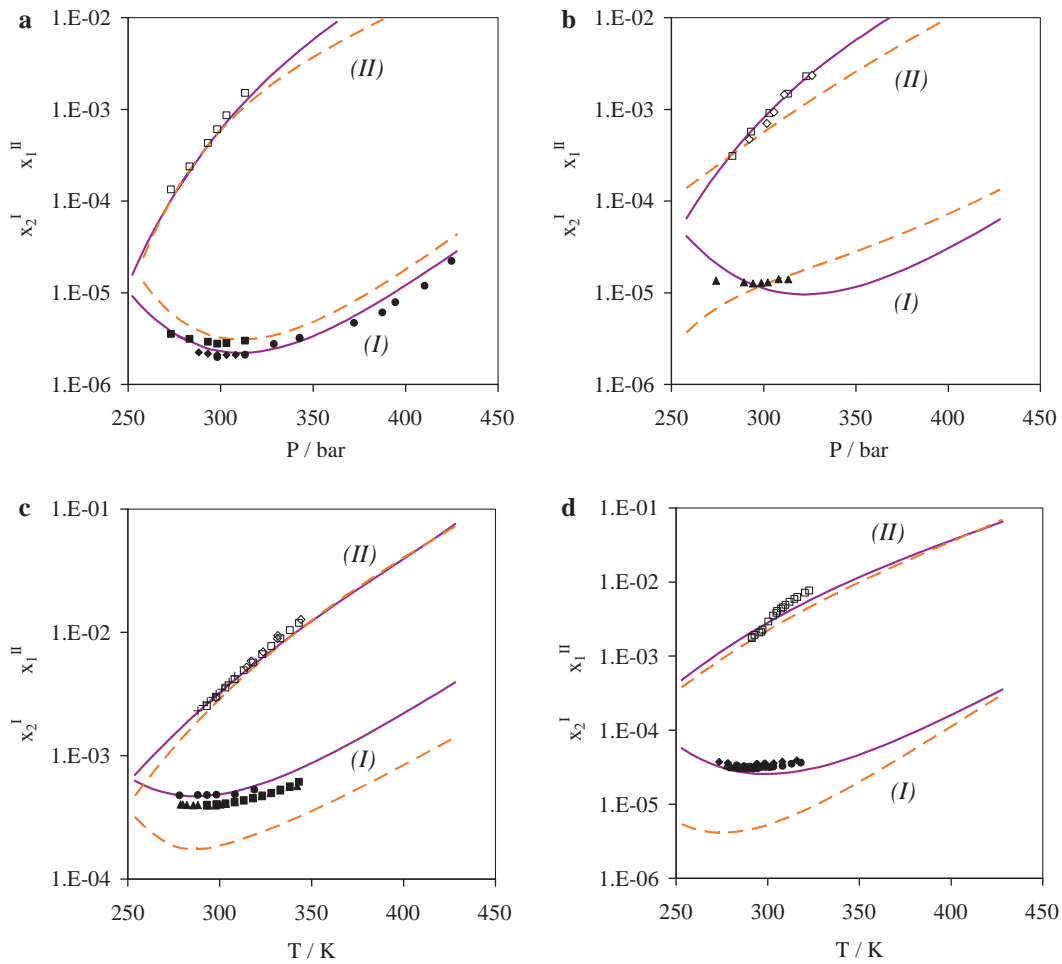 a
1.E-02
1.E-03
1.E-04
1.E-05
1.E-06
x₁ᴵᴵ
x₂ᴵ
(II)
(I)
250 300 350 400 450
P / bar
b
1.E-02
1.E-03
1.E-04
1.E-05
1.E-06
x₁ᴵᴵ
x₂ᴵ
(II)
(I)
250 300 350 400 450
P / bar
c
1.E-01
1.E-02
1.E-03
1.E-04
x₁ᴵᴵ
x₂ᴵ
(II)
(I)
250 300 350 400 450
T / K
d
1.E-01
1.E-02
1.E-03
1.E-04
1.E-05
1.E-06
x₁ᴵᴵ
x₂ᴵ
(II)
(I)
250 300 350 400 450
T / K